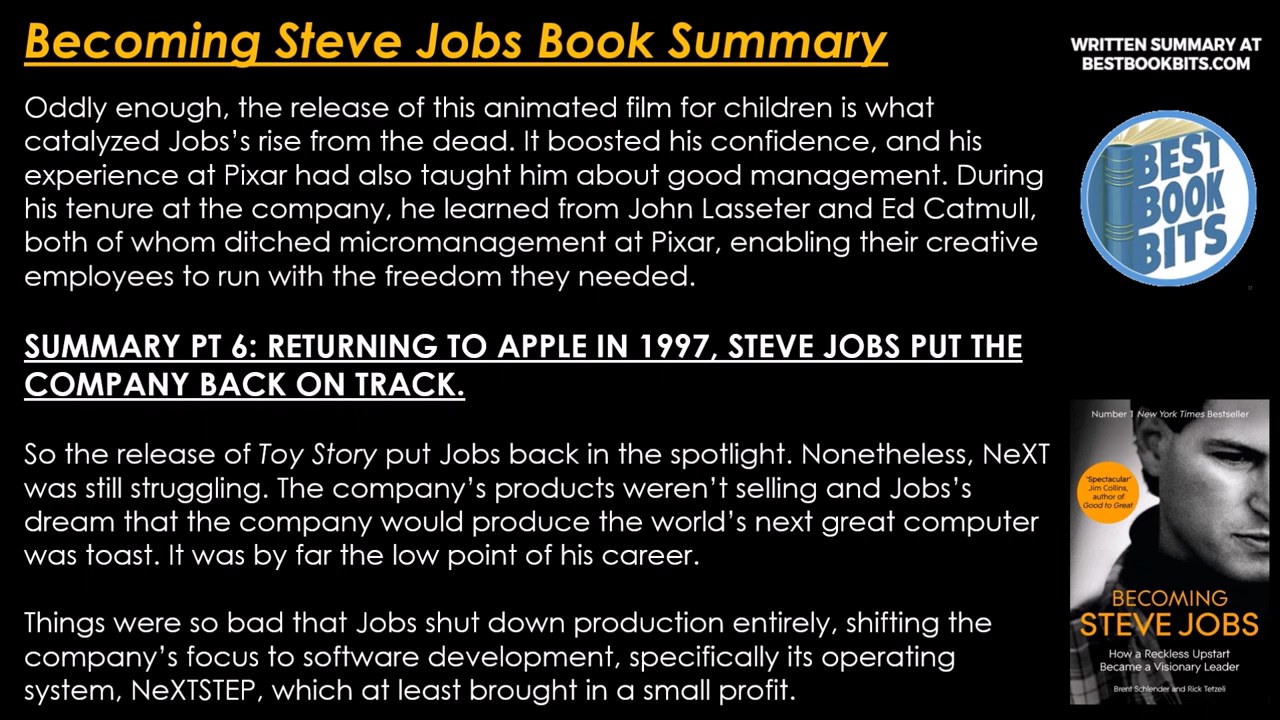 Becoming Steve Jobs Book Summary
WRITTEN SUMMARY AT
BESTBOOKBITS.COM
Oddly enough, the release of this animated film for children is what
catalyzed Jobs's rise from the dead. It boosted his confidence, and his
experience at Pixar had also taught him about good management. During
his tenure at the company, he learned from John Lasseter and Ed Catmull,
both of whom ditched micromanagement at Pixar, enabling their creative
employees to run with the freedom they needed.
BEST
BOOK
BITS
SUMMARY PT 6: RETURNING TO APPLE IN 1997, STEVE JOBS PUT THE
COMPANY BACK ON TRACK.
So the release of Toy Story put Jobs back in the spotlight. Nonetheless, NeXT
was still struggling. The company's products weren't selling and Jobs's
dream that the company would produce the world's next great computer
was toast. It was by far the low point of his career.
Things were so bad that Jobs shut down production entirely, shifting the
company's focus to software development, specifically its operating
system, NeXTSTEP, which at least brought in a small profit.
Number 1 New York Times Bestseller
'Spectacular'
Jim Collins,
author of
Good to Great
BECOMING
STEVE JOBS
How a Reckless Upstart
Became a Visionary Leader
Brent Schlender and Rick Tetzeli